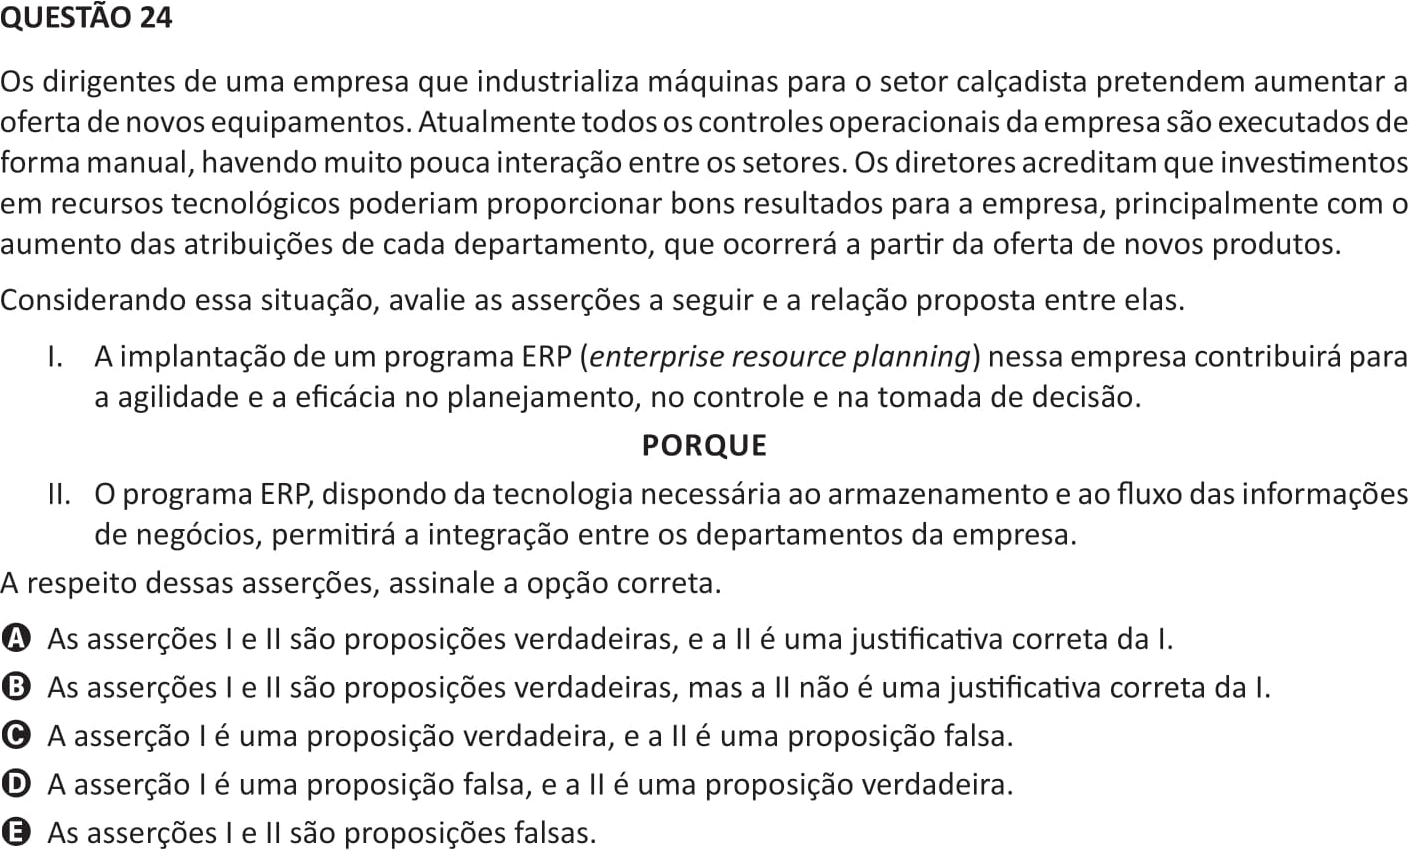 QUESTÃO 24
Os dirigentes de uma empresa que industrializa máquinas para o setor calçadista pretendem aumentar a
oferta de novos equipamentos. Atualmente todos os controles operacionais da empresa são executados de
forma manual, havendo muito pouca interação entre os setores. Os diretores acreditam que investimentos
em recursos tecnológicos poderiam proporcionar bons resultados para a empresa, principalmente com o
aumento das atribuições de cada departamento, que ocorrerá a partir da oferta de novos produtos.
Considerando essa situação, avalie as asserções a seguir e a relação proposta entre elas.
I. A implantação de um programa ERP (enterprise resource planning) nessa empresa contribuirá para
a agilidade e a eficácia no planejamento, no controle e na tomada de decisão.
PORQUE
II. O programa ERP, dispondo da tecnologia necessária ao armazenamento e ao fluxo das informações
de negócios, permitirá a integração entre os departamentos da empresa.
A respeito dessas asserções, assinale a opção correta.
A As asserções I e II são proposições verdadeiras, e a II é uma justificativa correta da I.
B As asserções I e II são proposições verdadeiras, mas a II não é uma justificativa correta da I.
C A asserção I é uma proposição verdadeira, e a II é uma proposição falsa.
D A asserção I é uma proposição falsa, e a II é uma proposição verdadeira.
E As asserções I e II são proposições falsas.